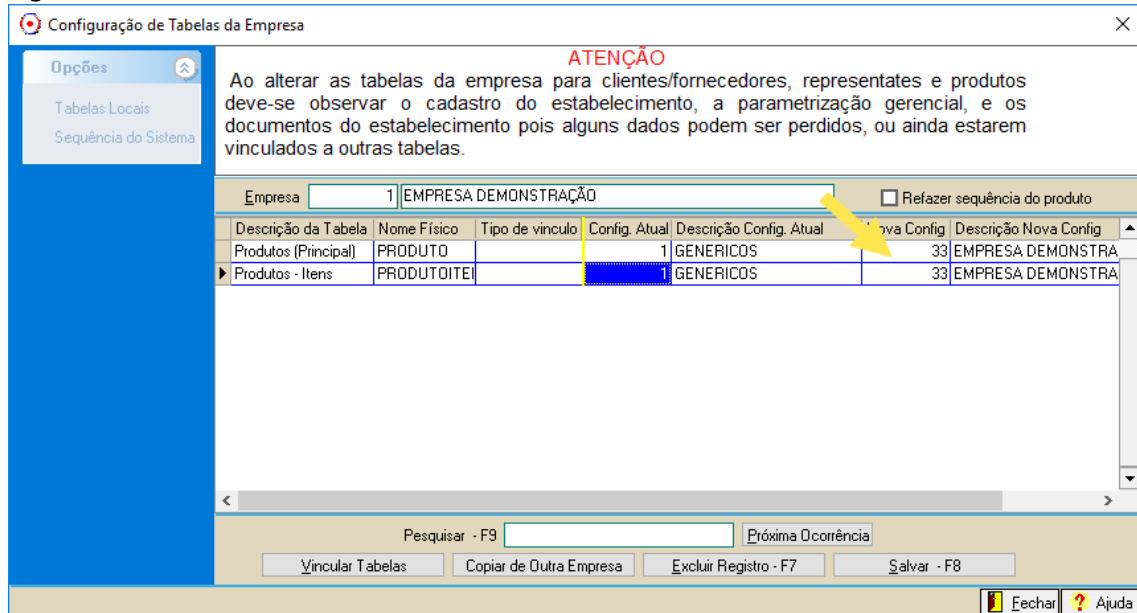 Configuração de Tabelas da Empresa
Opções
Tabelas Locais
Sequência do Sistema
ATENÇÃO
Ao alterar as tabelas da empresa para clientes/fornecedores, represetates e produtos
deve-se observar o cadastro do estabelecimento, a parametrização gerencial, e os
documentos do estabelecimento pois alguns dados podem ser perdidos, ou ainda estarem
vinculados a outras tabelas.
Empresa 1 EMPRESA DEMONSTRAÇÃO Refazer sequência do produto
Descrição da Tabela Nome Físico Tipo de vinculo Config. Atual Descrição Config. Atual ova Config Descrição Nova Config
Produtos (Principal) PRODUTO 1 GENERICOS 33 EMPRESA DEMONSTRA
Produtos - Itens PRODUTOITEI 1 GENERICOS 33 EMPRESA DEMONSTRA
Pesquisar - F9 Próxima Ocorrência
Vincular Tabelas Copiar de Outra Empresa Excluir Registro - F7 Salvar - F8
Fechar Ajuda